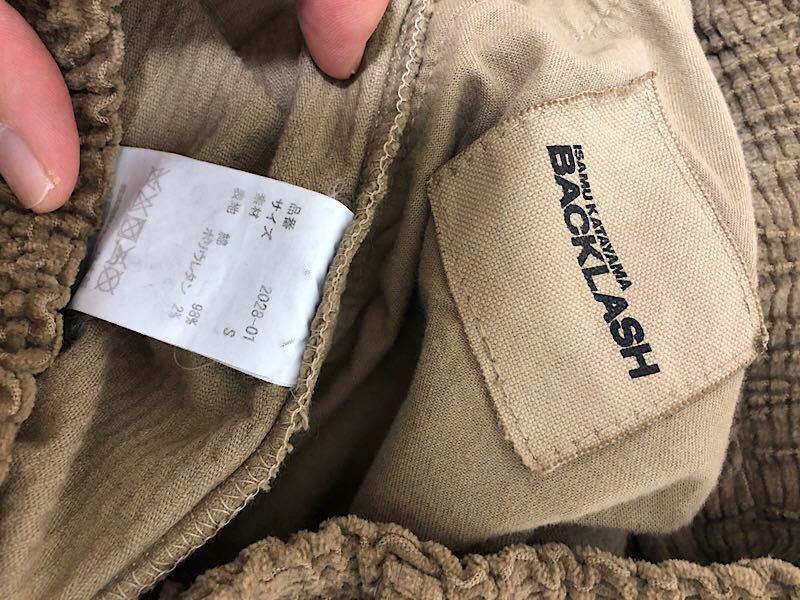 品番 2028-01
サイズ S
素材
表地 綿 98%
ポリウレタン 2%
ISAMU KATAYAMA
BACKLASH